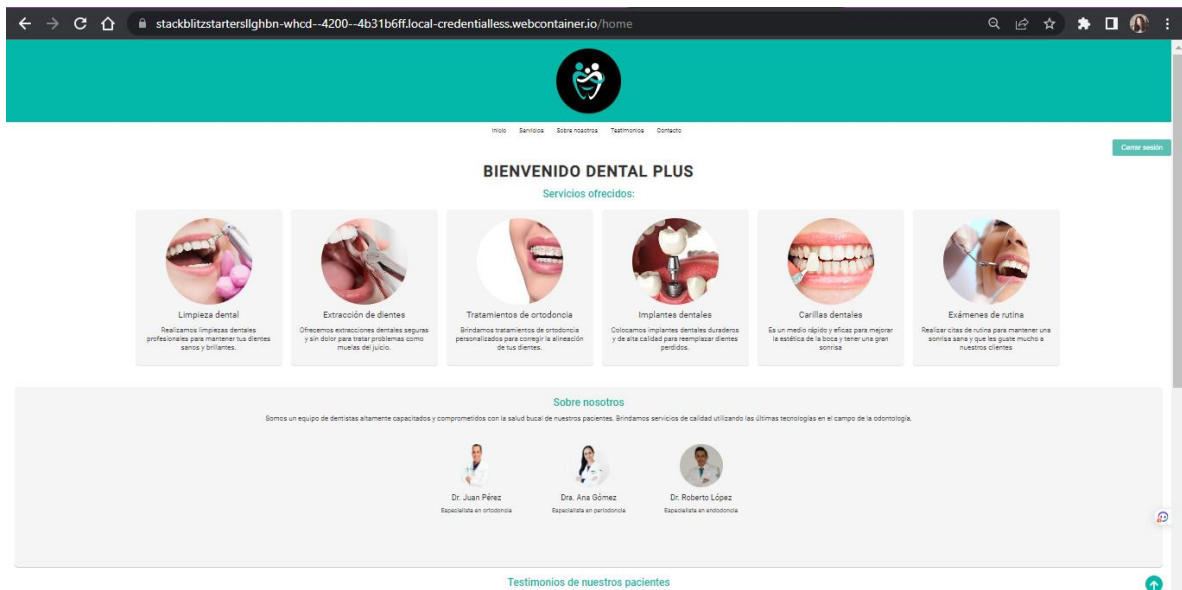 stackblitzstartersllghbn-whcd--4200--4b31b6ff.local-credentialless.webcontainer.io/home
Inicio Servicios Sobre nosotros Testimonios Contacto
Cerrar sesión
BIENVENIDO DENTAL PLUS
Servicios ofrecidos:
Limpieza dental
Realizamos limpiezas dentales
profesionales para mantener tus dientes
sanos y brillantes.
Extracción de dientes
Ofrecemos extracciones dentales seguras
y sin dolor para tratar problemas como
muelas del juicio.
Tratamientos de ortodoncia
Brindamos tratamientos de ortodoncia
personalizados para corregir la alineación
de tus dientes.
Implantes dentales
Colocamos implantes dentales duraderos
y de alta calidad para reemplazar dientes
perdidos.
Carillas dentales
Es un medio rápido y eficas para mejorar
la estética de la boca y tener una gran
sonrisa
Exámenes de rutina
Realizar citas de rutina para mantener una
sonrisa sana y que les guste mucho a
nuestros clientes
Sobre nosotros
Somos un equipo de dentistas altamente capacitados y comprometidos con la salud bucal de nuestros pacientes. Brindamos servicios de calidad utilizando las últimas tecnologías en el campo de la odontología.
Dr. Juan Pérez
Especialista en ortodoncia
Dra. Ana Gómez
Especialista en periodoncia
Dr. Roberto López
Especialista en endodoncia
Testimonios de nuestros pacientes